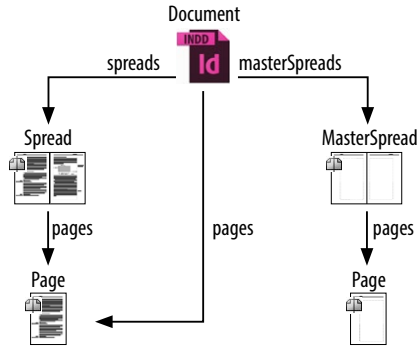 Document
INDD
Id
spreads
masterSpreads
Spread
MasterSpread
pages
pages
pages
Page
Page